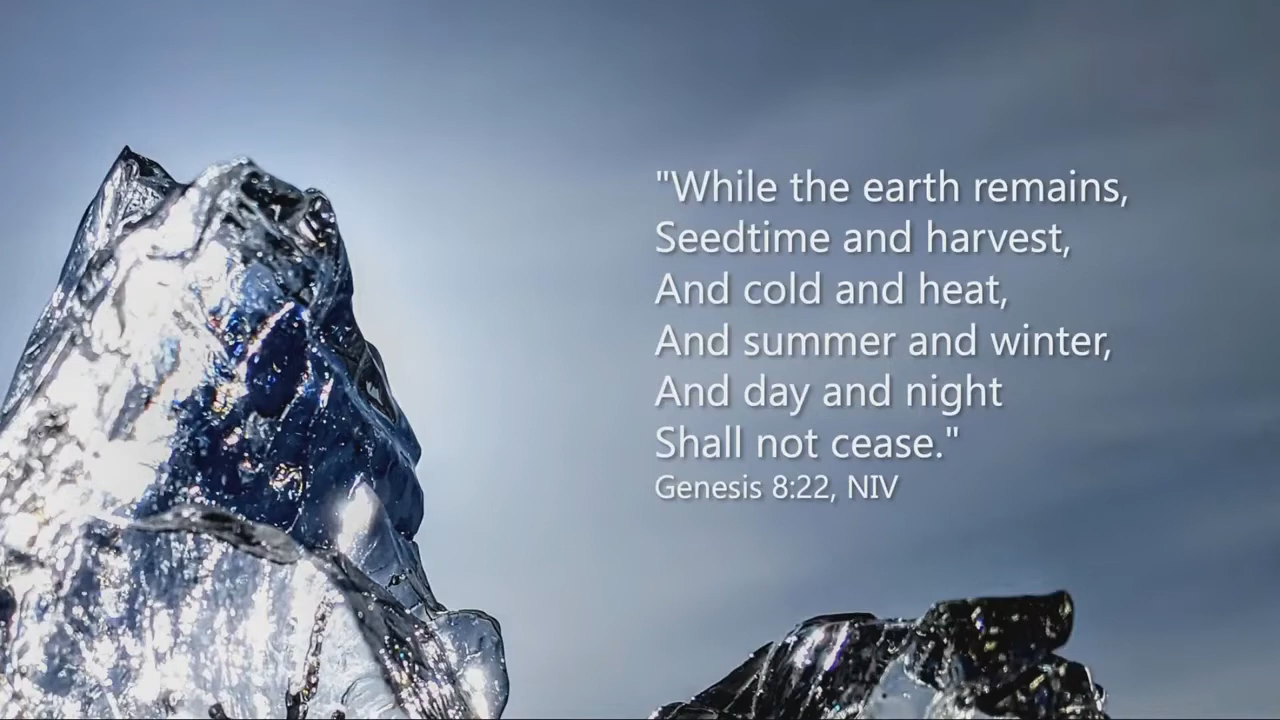 "While the earth remains,
Seedtime and harvest,
And cold and heat,
And summer and winter,
And day and night
Shall not cease."
Genesis 8:22, NIV